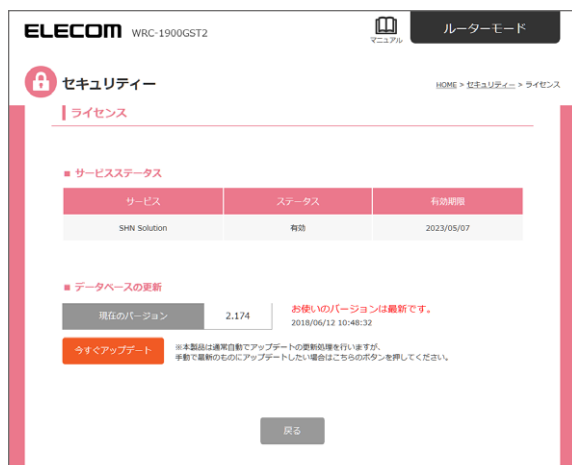 ELECOM WRC-1900GST2
マニュアル
ルーターモード
セキュリティー
HOME > セキュリティー > ライセンス
ライセンス
■ サービスステータス
サービス ステータス 有効期限
SHN Solution 有効 2023/05/07
■ データベースの更新
現在のバージョン 2.174 お使いのバージョンは最新です。
2018/06/12 10:48:32
今すぐアップデート ※本製品は通常自動でアップデートの更新処理を行いますが、
手動で最新のものにアップデートしたい場合はこちらのボタンを押してください。
戻る